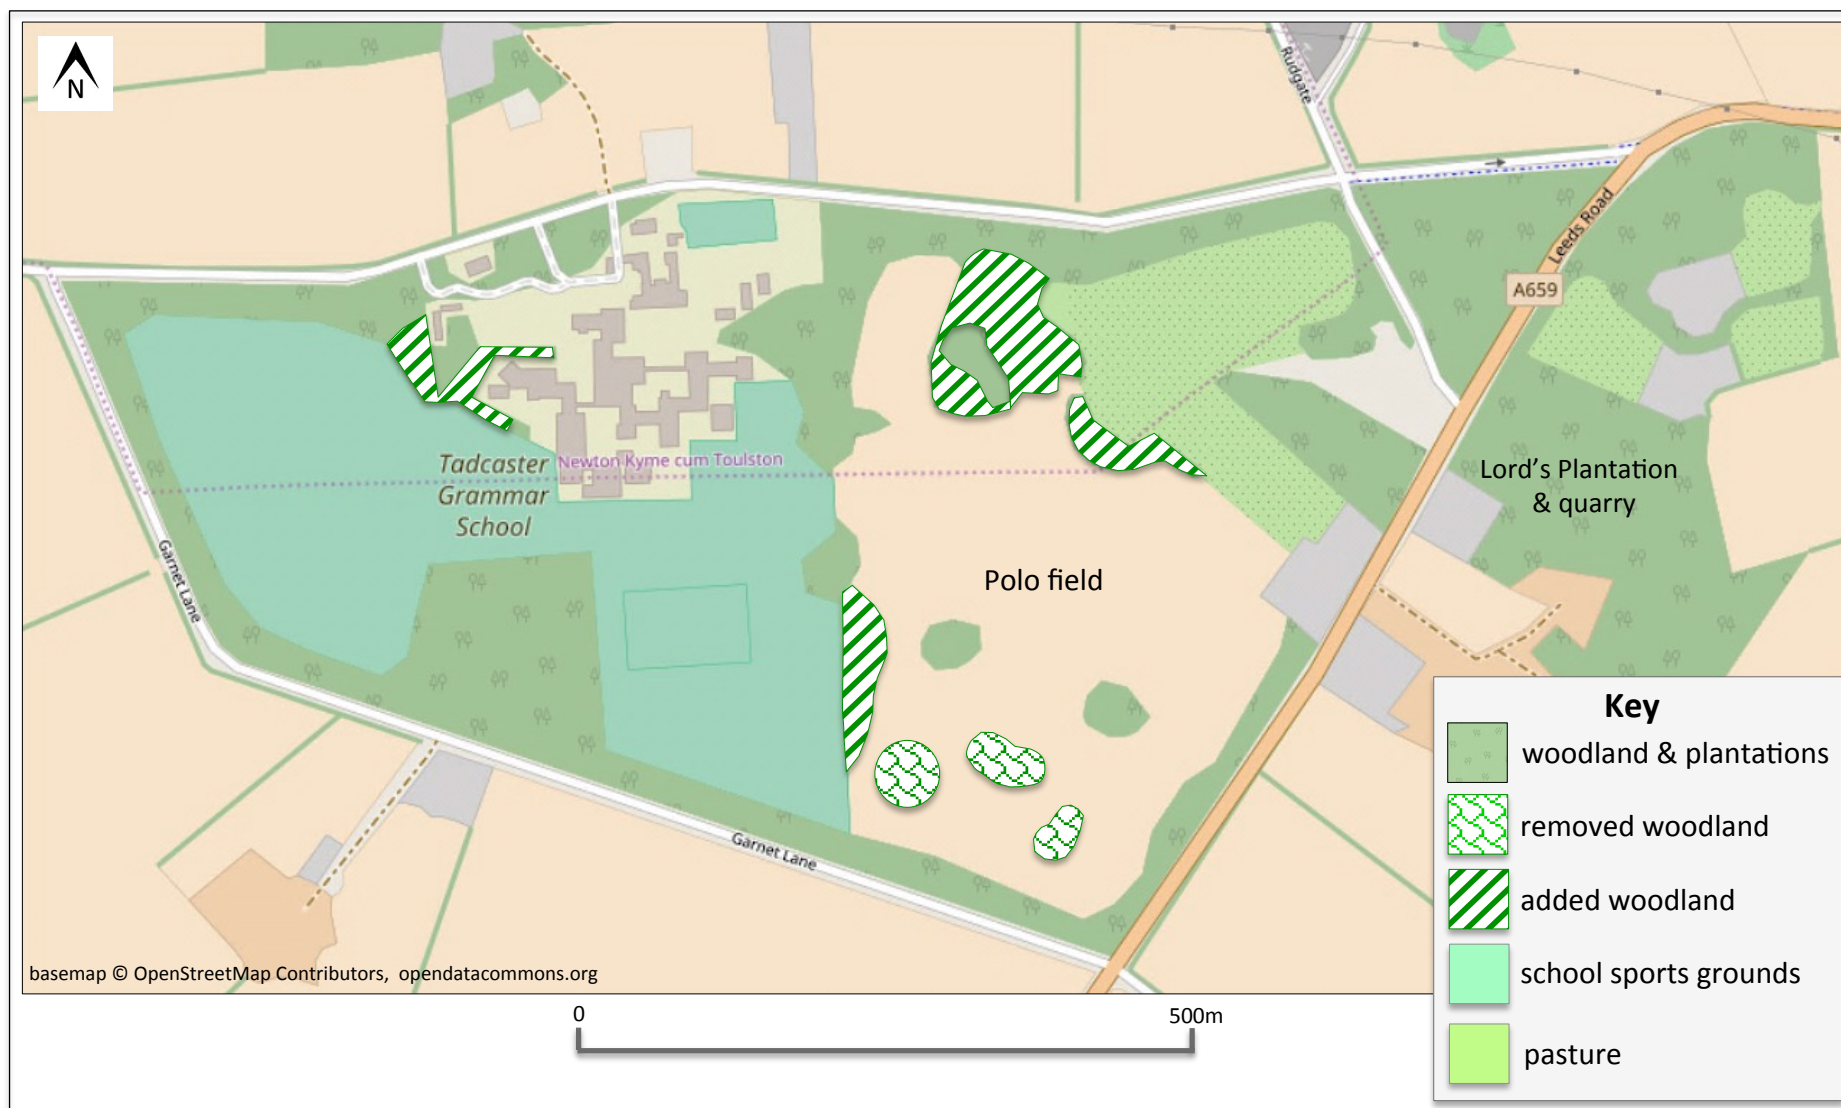 N
Rudgate
Leeds Road
A659
Tadcaster
Grammar
School
Newton Kyme cum Toulston
Lord’s Plantation
& quarry
Garnet Lane
Polo field
Garnet Lane
Key
woodland & plantations
removed woodland
added woodland
school sports grounds
pasture
basemap © OpenStreetMap Contributors, opendatacommons.org
0
500m